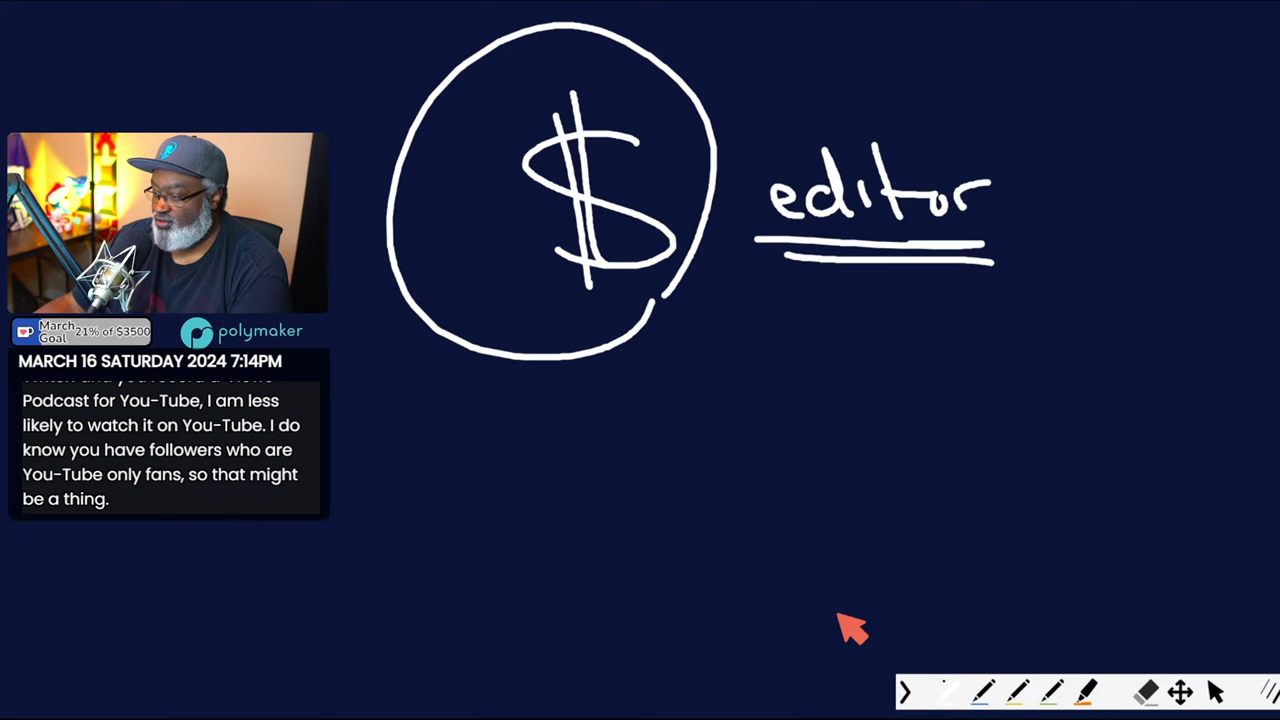 $
editor
March
Goal
21% of $3500
polymaker
MARCH 16 SATURDAY 2024 7:14PM
Podcast for You-Tube, I am less
likely to watch it on You-Tube. I do
know you have followers who are
You-Tube only fans, so that might
be a thing.